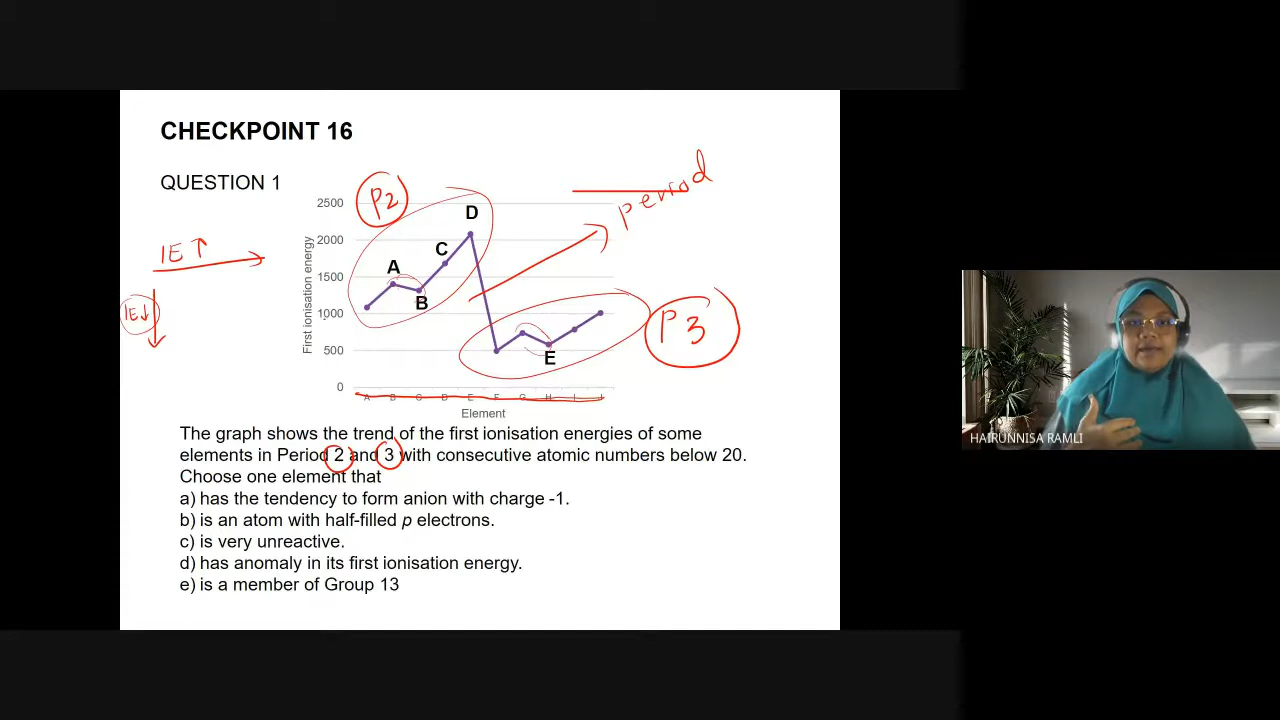 CHECKPOINT 16
QUESTION 1
P2
period
IE ↑
IE↓
P3
First ionisation energy
2500
2000
1500
1000
500
0
A
B
C
D
E
A B C D E F G H I J
Element
The graph shows the trend of the first ionisation energies of some
elements in Period 2 and 3 with consecutive atomic numbers below 20.
Choose one element that
a) has the tendency to form anion with charge -1.
b) is an atom with half-filled p electrons.
c) is very unreactive.
d) has anomaly in its first ionisation energy.
e) is a member of Group 13
HAIRUNNISA RAMLI